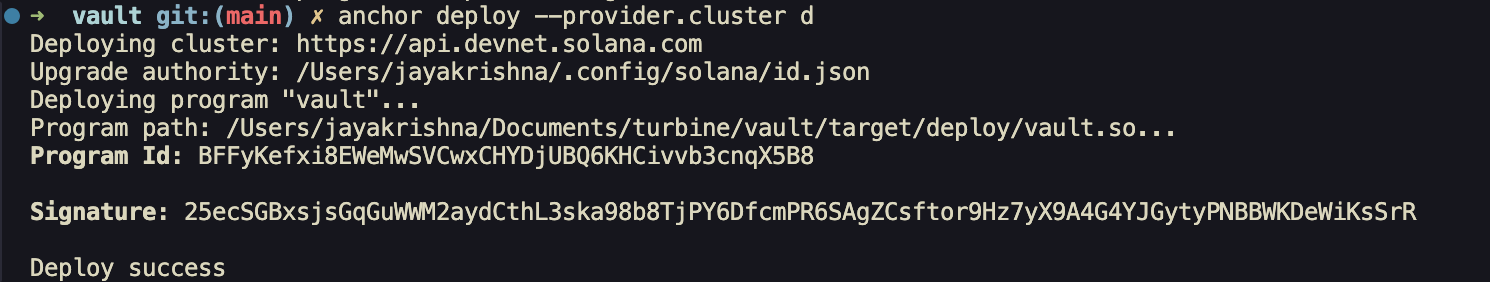 ➜ vault git:(main) ✗ anchor deploy --provider.cluster d
Deploying cluster: https://api.devnet.solana.com
Upgrade authority: /Users/jayakrishna/.config/solana/id.json
Deploying program "vault"...
Program path: /Users/jayakrishna/Documents/turbine/vault/target/deploy/vault.so...
Program Id: BFFyKefxi8EWeMwSVCwxCHYDjUBQ6KHCivvb3cnqX5B8
Signature: 25ecSGBxsjsGqGuWWM2aydCthL3ska98b8TjPY6DfcmPR6SAgZCsftor9Hz7yX9A4G4YJGytyPNBBWKDeWiKsSrR
Deploy success